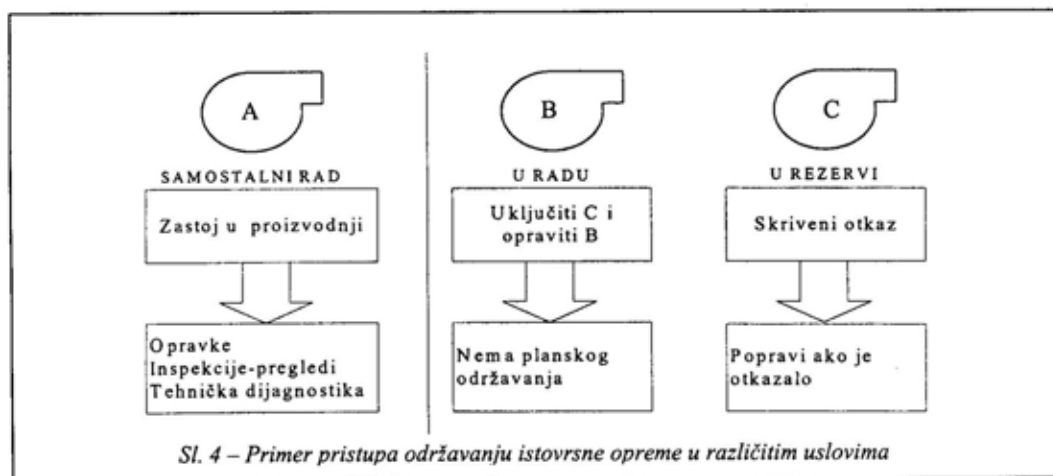 A
B
C
SAMOSTALNI RAD
U RADU
U REZERVI
Zastoj u proizvodnji
Uključiti C i
opraviti B
Skriveni otkaz
Opravke
Inspekcije-pregledi
Tehnička dijagnostika
Nema planskog
održavanja
Popravi ako je
otkazalo
Sl. 4 – Primer pristupa održavanju istovrsne opreme u različitim uslovima